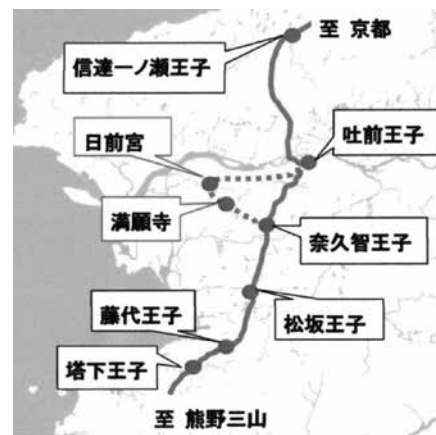 至 京都
信達一ノ瀬王子
吐前王子
日前宮
満願寺
奈久智王子
松坂王子
藤代王子
塔下王子
至 熊野三山